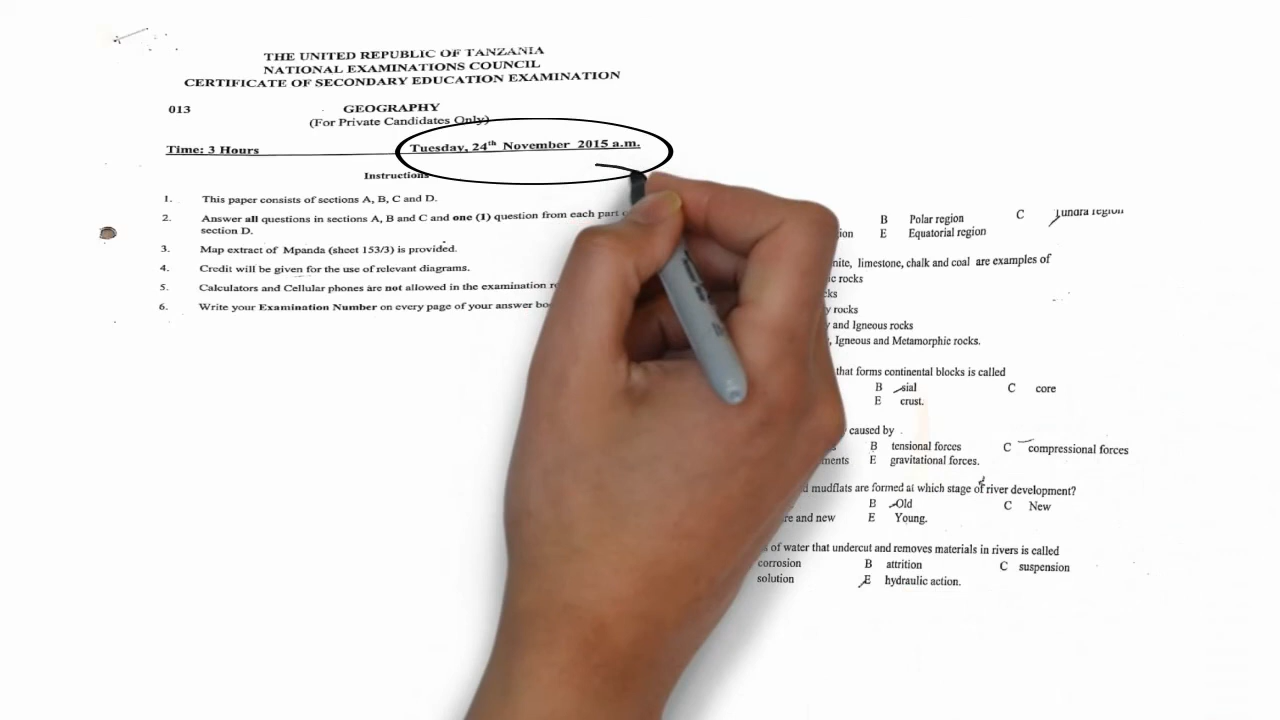 THE UNITED REPUBLIC OF TANZANIA
NATIONAL EXAMINATIONS COUNCIL
CERTIFICATE OF SECONDARY EDUCATION EXAMINATION
013 GEOGRAPHY
(For Private Candidates Only)
Time: 3 Hours Tuesday, 24th November 2015 a.m.
Instructions
1. This paper consists of sections A, B, C and D.
2. Answer all questions in sections A, B and C and one (1) question from each part
section D.
3. Map extract of Mpanda (sheet 153/3) is provided.
4. Credit will be given for the use of relevant diagrams.
5. Calculators and Cellular phones are not allowed in the examination
6. Write your Examination Number on every page of your answer
B Polar region C Tundra region
E Equatorial region
limestone, chalk and coal are examples of
rocks
rocks
and Igneous rocks
, Igneous and Metamorphic rocks.
that forms continental blocks is called
B sial C core
E crust.
caused by
B tensional forces C compressional forces
E gravitational forces.
mudflats are formed at which stage of river development?
B Old C New
and new E Young.
of water that undercut and removes materials in rivers is called
corrosion B attrition C suspension
solution E hydraulic action.